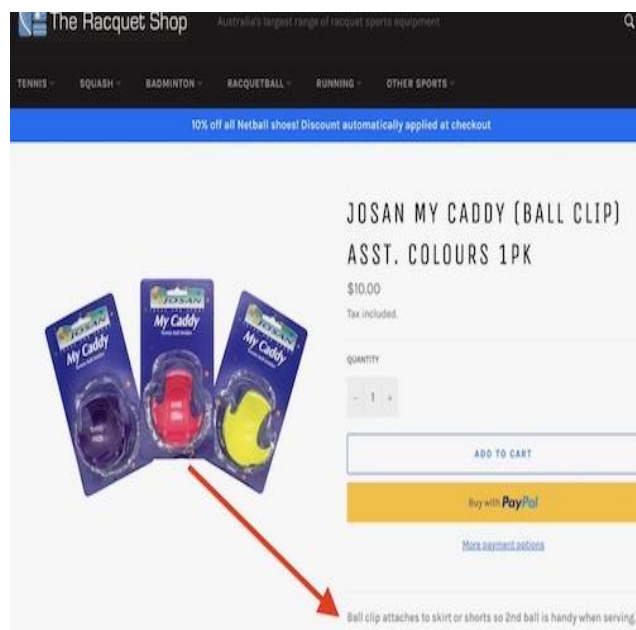 The Racquet Shop
Australia's largest range of racquet sports equipment
TENNIS SQUASH BADMINTON RACQUETBALL RUNNING OTHER SPORTS
10% off all Netball shoes! Discount automatically applied at checkout
JOSAN MY CADDY (BALL CLIP)
ASST. COLOURS 1PK
$10.00
Tax included.
QUANTITY
- 1 +
ADD TO CART
Buy with PayPal
More payment options
Ball clip attaches to skirt or shorts so 2nd ball is handy when serving.
JOSAN
My Caddy
JOSAN
My Caddy
JOSAN
My Caddy